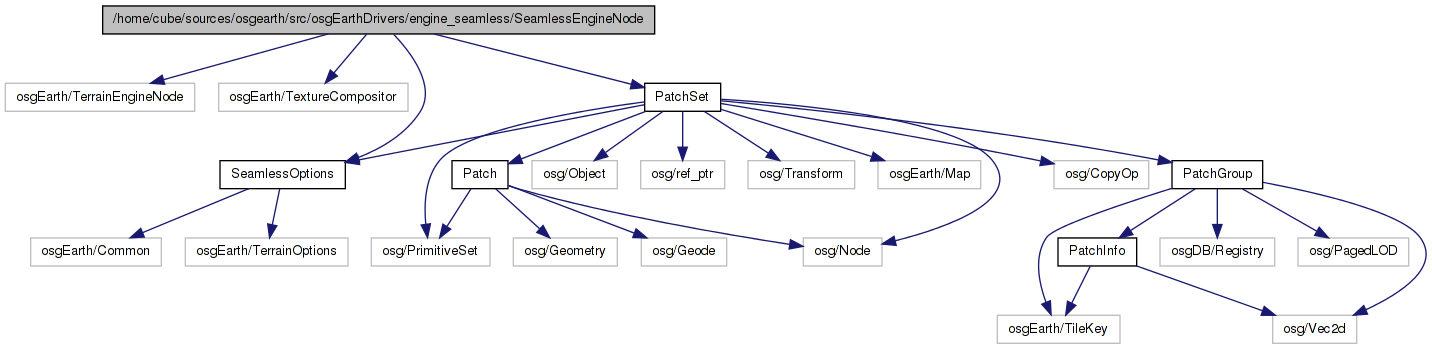 /home/cube/sources/osgearth/src/osgEarthDrivers/engine_seamless/SeamlessEngineNode
osgEarth/TerrainEngineNode
osgEarth/TextureCompositor
PatchSet
SeamlessOptions
Patch
osg/Object
osg/ref_ptr
osg/Transform
osgEarth/Map
osg/CopyOp
PatchGroup
osgEarth/Common
osgEarth/TerrainOptions
osg/PrimitiveSet
osg/Geometry
osg/Geode
osg/Node
PatchInfo
osgDB/Registry
osg/PagedLOD
osgEarth/TileKey
osg/Vec2d